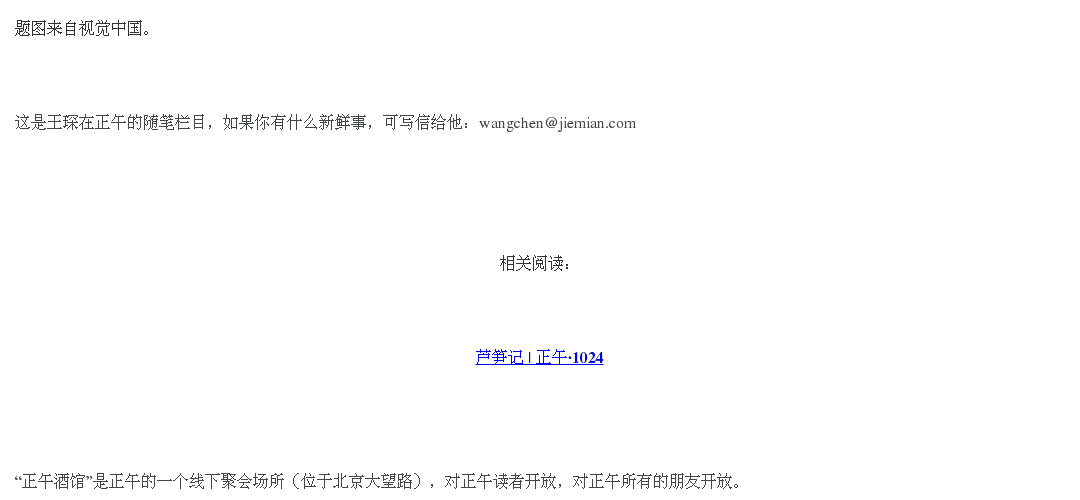 题图来自视觉中国。
这是王琛在正午的随笔栏目，如果你有什么新鲜事，可写信给他：wangchen@jiemian.com
相关阅读：
芦笋记 | 正午·1024
“正午酒馆”是正午的一个线下聚会场所（位于北京大望路），对正午读者开放，对正午所有的朋友开放。